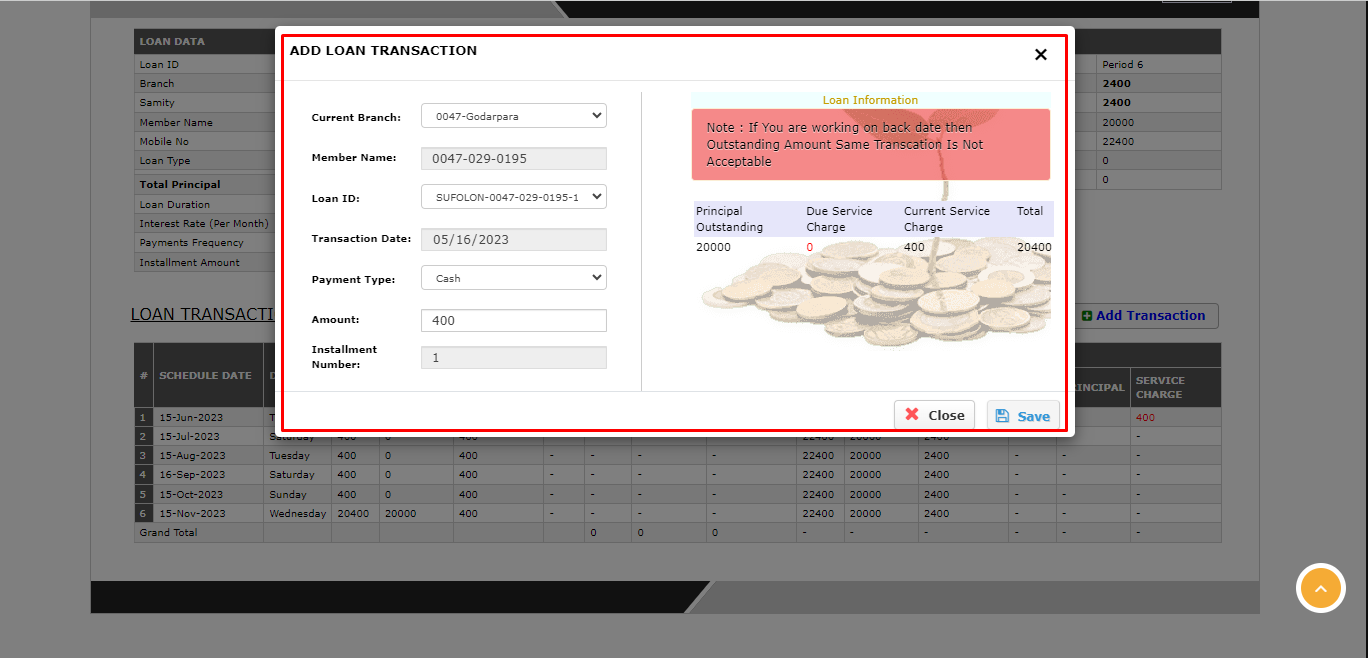 LOAN DATA
Loan ID
Period 6
Branch
2400
Samity
2400
Member Name
20000
Mobile No
22400
Loan Type
0
Total Principal
0
Loan Duration
Interest Rate (Per Month)
Payments Frequency
Installment Amount
ADD LOAN TRANSACTION
Current Branch: 0047-Godarpara
Member Name: 0047-029-0195
Loan ID: SUFOLON-0047-029-0195-1
Transaction Date: 05/16/2023
Payment Type: Cash
Amount: 400
Installment
Number: 1
Loan Information
Note : If You are working on back date then
Outstanding Amount Same Transcation Is Not
Acceptable
Principal Due Service Current Service Total
Outstanding Charge Charge
20000 0 400 20400
Close Save
LOAN TRANSACTI
Add Transaction
# SCHEDULE DATE D INCIPAL SERVICE
CHARGE
1 15-Jun-2023 T 400
2 15-Jul-2023 Saturday 400 0 400 22400 20000 2400 -
3 15-Aug-2023 Tuesday 400 0 400 - - - - 22400 20000 2400 - - -
4 16-Sep-2023 Saturday 400 0 400 - - - - 22400 20000 2400 - - -
5 15-Oct-2023 Sunday 400 0 400 - - - - 22400 20000 2400 - - -
6 15-Nov-2023 Wednesday 20400 20000 400 - - - - 22400 20000 2400 - - -
Grand Total 0 0 0 - - - - - -